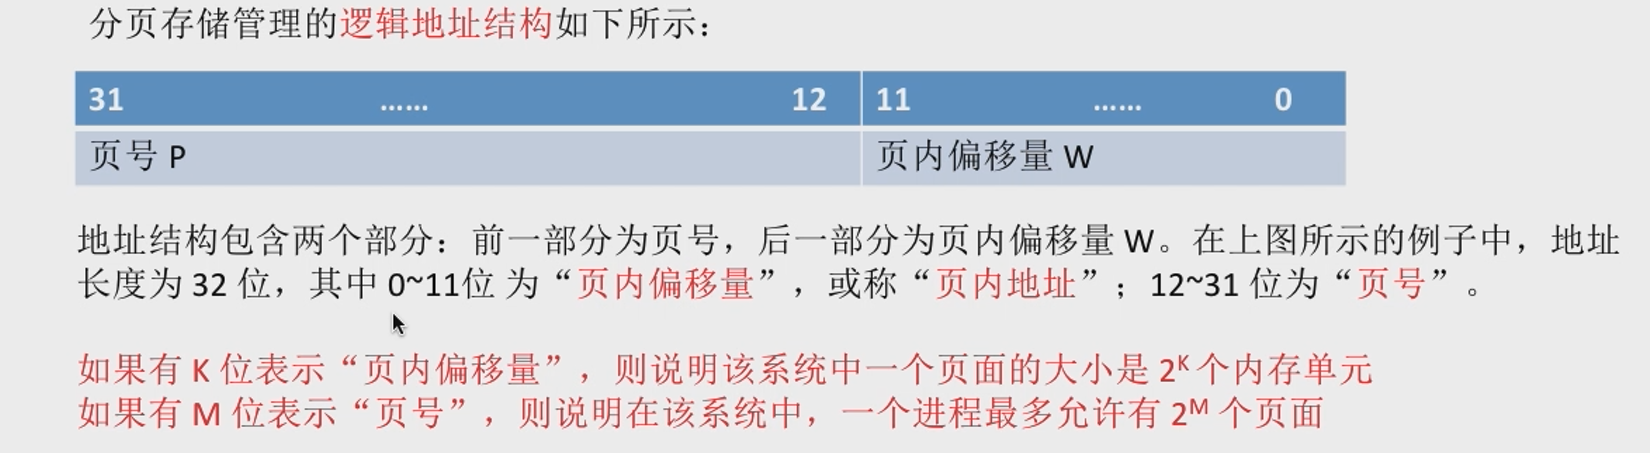 分页存储管理的逻辑地址结构如下所示：
31 …… 12 11 …… 0
页号 P 页内偏移量 W
地址结构包含两个部分：前一部分为页号，后一部分为页内偏移量 W。在上图所示的例子中，地址
长度为 32 位，其中 0~11位 为“页内偏移量”，或称“页内地址”；12~31 位为“页号”。
如果有 K 位表示“页内偏移量”，则说明该系统中一个页面的大小是 2ᴷ 个内存单元
如果有 M 位表示“页号”，则说明在该系统中，一个进程最多允许有 2ᴹ 个页面